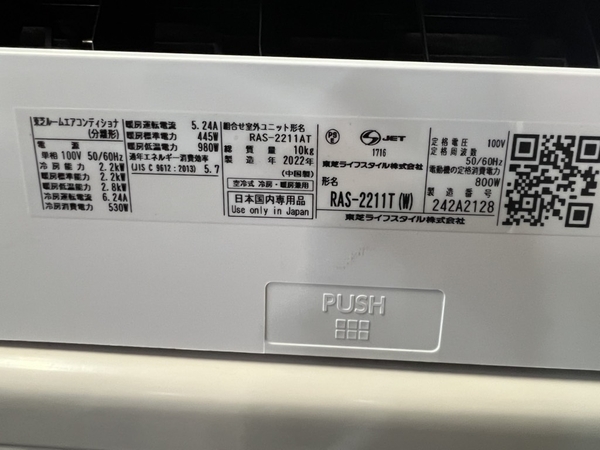 東芝ルームエアコンディショナ
(分離形)
電 源
単相 100V 50/60Hz
冷 房 能 力 2.2kW
暖房標準能力 2.2kW
暖房低温能力 2.8kW
冷房運転電流 6.24A
冷房消費電力 530W
暖房運転電流 5.24A
暖房標準電力 445W
暖房低温電力 980W
通年エネルギー消費効率
(JIS C 9612:2013) 5.7
組合せ室外ユニット形名
RAS-2211AT
総 質 量 10kg
製 造 年 2022年
(中国製)
空冷式 冷房・暖房兼用
日本国内専用品
Use only in Japan
PS
E
JET
1716
東芝ライフスタイル株式会社
形名
RAS-2211T(W)
東芝ライフスタイル株式会社
定格電圧 100V
定格周波数
50/60Hz
電動機の定格消費電力
800W
製 造 番 号
242A2128
PUSH